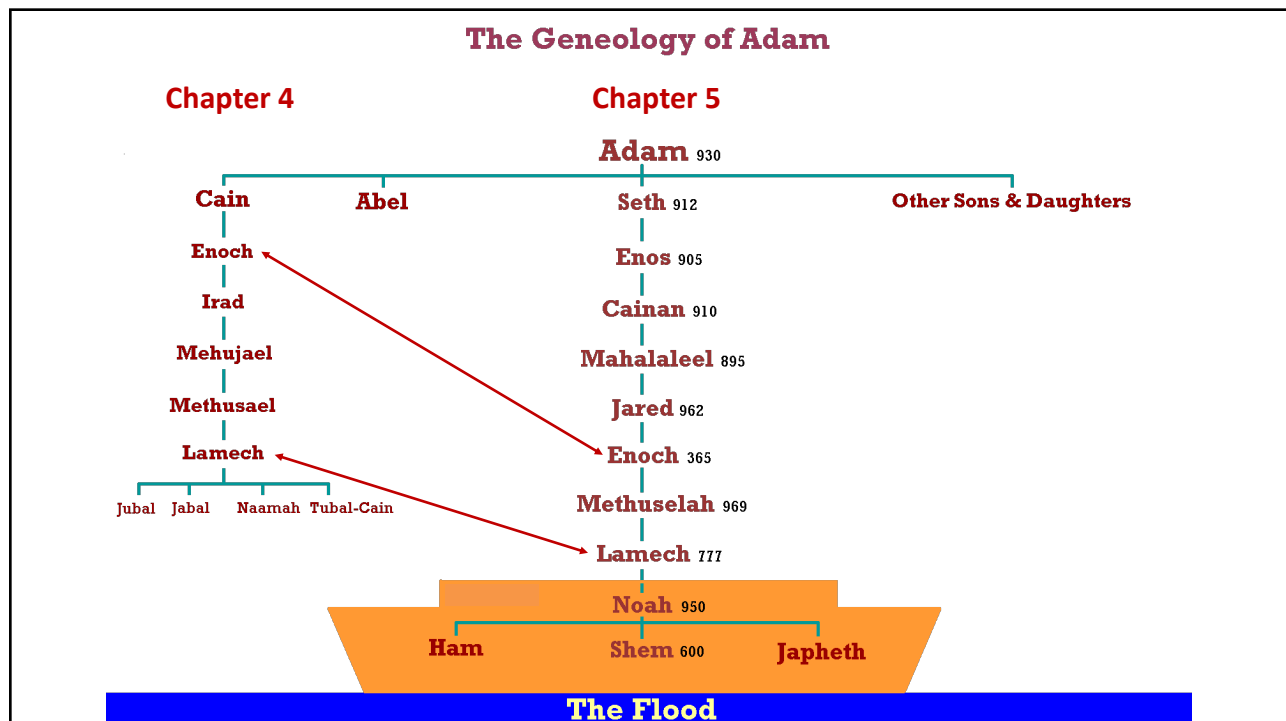 The Geneology of Adam
Chapter 4
Chapter 5
Adam 930
Cain
Abel
Seth 912
Other Sons & Daughters
Enoch
Enos 905
Irad
Cainan 910
Mehujael
Mahalaleel 895
Methusael
Jared 962
Lamech
Enoch 365
Jubal
Jabal
Naamah
Tubal-Cain
Methuselah 969
Lamech 777
Noah 950
Ham
Shem 600
Japheth
The Flood